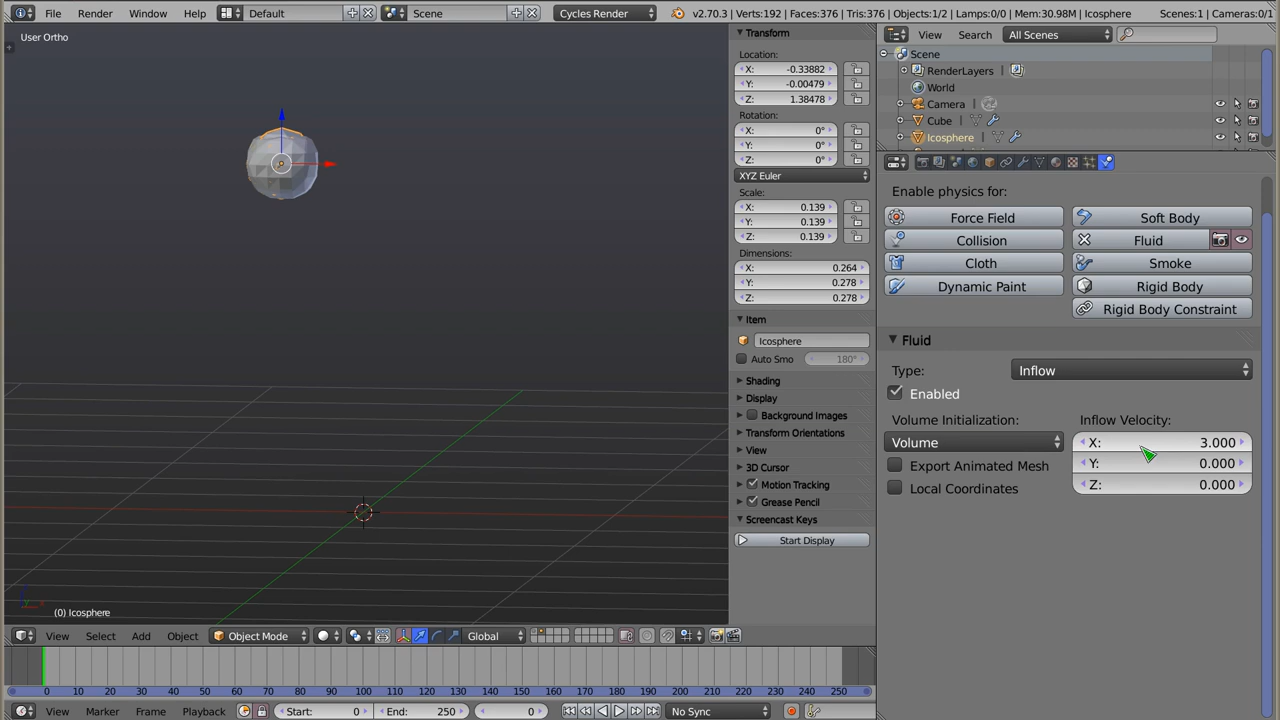 File Render Window Help Default Scene Cycles Render v2.70.3 | Verts:192 | Faces:376 | Tris:376 | Objects:1/2 | Lamps:0/0 | Mem:30.98M | Icosphere Scenes:1 | Cameras:0/1
User Ortho
(0) Icosphere
View Select Add Object Object Mode Global
Transform
Location:
X: -0.33882
Y: -0.00479
Z: 1.38478
Rotation:
X: 0°
Y: 0°
Z: 0°
XYZ Euler
Scale:
X: 0.139
Y: 0.139
Z: 0.139
Dimensions:
X: 0.264
Y: 0.278
Z: 0.278
Item
Icosphere
Auto Smo 180°
Shading
Display
Background Images
Transform Orientations
View
3D Cursor
Motion Tracking
Grease Pencil
Screencast Keys
Start Display
View Search All Scenes
Scene
RenderLayers
World
Camera
Cube
Icosphere
Enable physics for:
Force Field Soft Body
Collision Fluid
Cloth Smoke
Dynamic Paint Rigid Body
Rigid Body Constraint
Fluid
Type: Inflow
Enabled
Volume Initialization: Inflow Velocity:
Volume X: 3.000
Export Animated Mesh Y: 0.000
Local Coordinates Z: 0.000
0 10 20 30 40 50 60 70 80 90 100 110 120 130 140 150 160 170 180 190 200 210 220 230 240 250
View Marker Frame Playback Start: 0 End: 250 0 No Sync